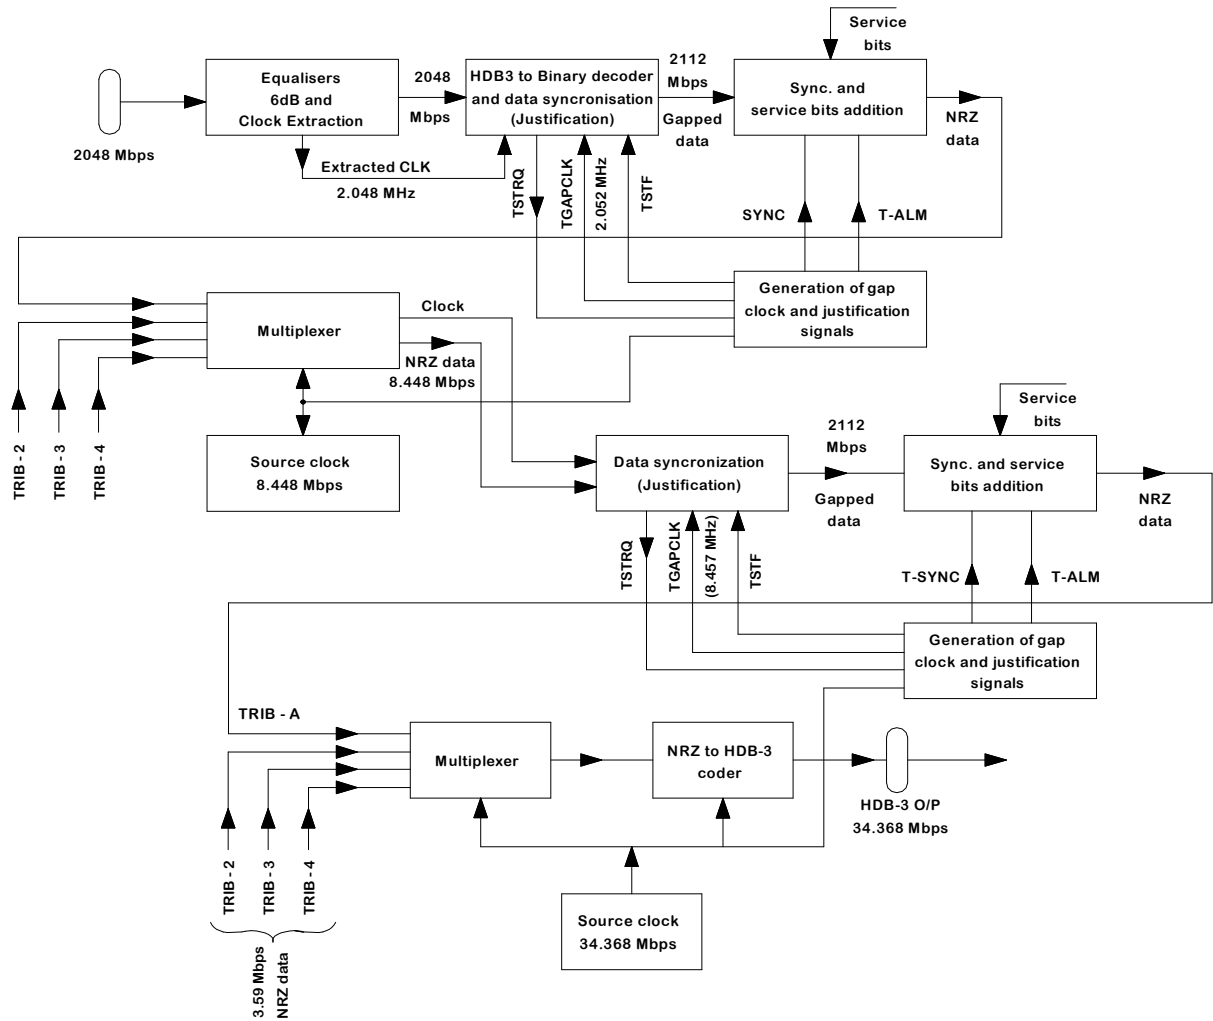 Service
bits
2048 Mbps
Equalisers
6dB and
Clock Extraction
2048
Mbps
HDB3 to Binary decoder
and data syncronisation
(Justification)
2112
Mbps
Gapped
data
Sync. and
service bits addition
NRZ
data
Extracted CLK
2.048 MHz
TSTRQ
TGAPCLK
2.052 MHz
TSTF
SYNC
T-ALM
Generation of gap
clock and justification
signals
Multiplexer
Clock
NRZ data
8.448 Mbps
TRIB - 2
TRIB - 3
TRIB - 4
Source clock
8.448 Mbps
Service
bits
Data syncronization
(Justification)
2112
Mbps
Gapped
data
Sync. and service
bits addition
NRZ
data
TSTRQ
TGAPCLK
(8.457 MHz)
TSTF
T-SYNC
T-ALM
Generation of gap
clock and justification
signals
TRIB - A
Multiplexer
NRZ to HDB-3
coder
HDB-3 O/P
34.368 Mbps
TRIB - 2
TRIB - 3
TRIB - 4
3.59 Mbps
NRZ data
Source clock
34.368 Mbps